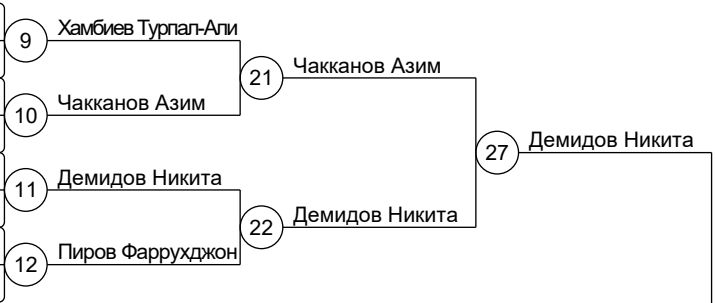 9
Хамбиев Турпал-Али
21
Чакканов Азим
10
Чакканов Азим
27
Демидов Никита
11
Демидов Никита
22
Демидов Никита
12
Пиров Фаррухджон